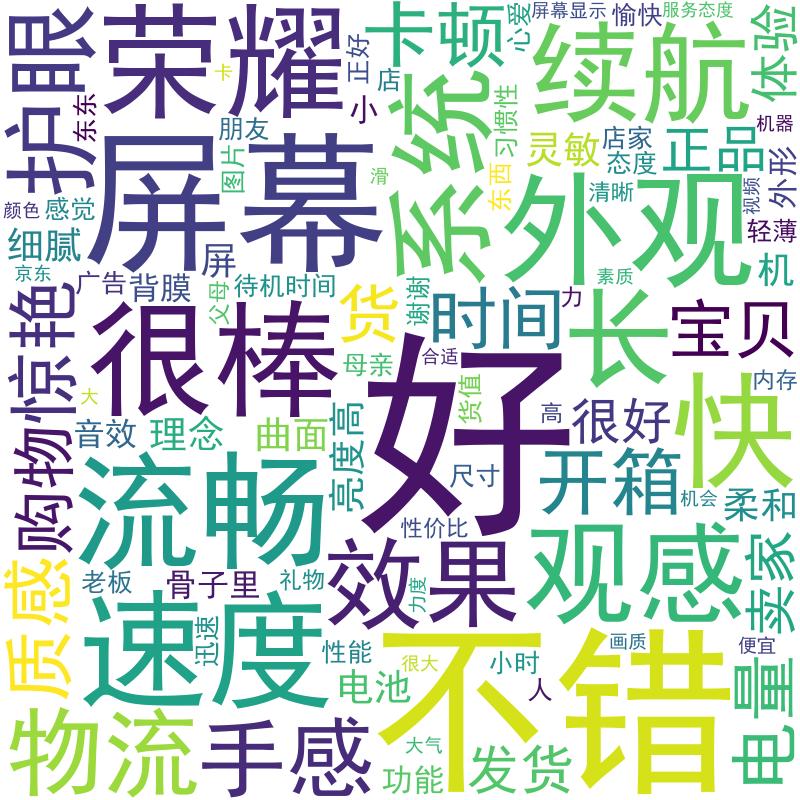 护眼
荣耀
卡顿
心爱
屏幕显示
愉快
服务态度
体验
续航
正好
卡
店
小
东东
朋友
图片
屏幕
滑
系统
习惯性
灵敏
店家
态度
正品
机器
外形
视频
东西
清晰
外观
轻薄
颜色
感觉
细腻
京东
广告
背膜
屏
父母
待机时间
货
谢谢
时间
力
素质
机
长
宝贝
惊艳
很棒
大
母亲
合适
好
货值
高
很好
内存
快
购物
音效
理念
曲面
亮度高
尺寸
开箱
机会
柔和
流畅
性价比
效果
观感
卖家
质感
老板
骨子里
礼物
力度
速度
迅速
性能
很大
不错
小时
人
画质
便宜
电量
电池
物流
手感
大气
功能
发货